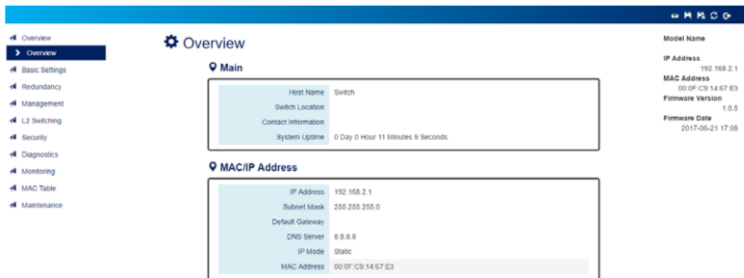 Overview
Overview
Basic Settings
Redundancy
Management
L2 Switching
Security
Diagnostics
Monitoring
MAC Table
Maintenance
Overview
Main
Host Name Switch
Switch Location
Contact Information
System Uptime 0 Day 0 Hour 11 Minutes 9 Seconds
MAC/IP Address
IP Address 192.168.2.1
Subnet Mask 255.255.255.0
Default Gateway
DNS Server 8.8.8.8
IP Mode Static
MAC Address 00:0F:C9:14:67:E3
Model Name
IP Address
192.168.2.1
MAC Address
00:0F:C9:14:67:E3
Firmware Version
1.0.5
Firmware Date
2017-06-21 17:08